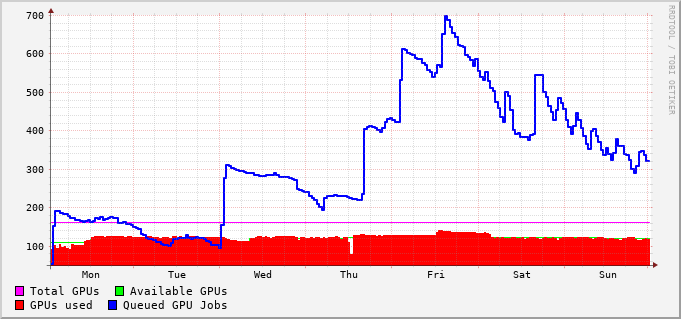 700
600
500
400
300
200
100
Mon Tue Wed Thu Fri Sat Sun
RRDTOOL / TOBI OETIKER
Total GPUs Available GPUs
GPUs used Queued GPU Jobs